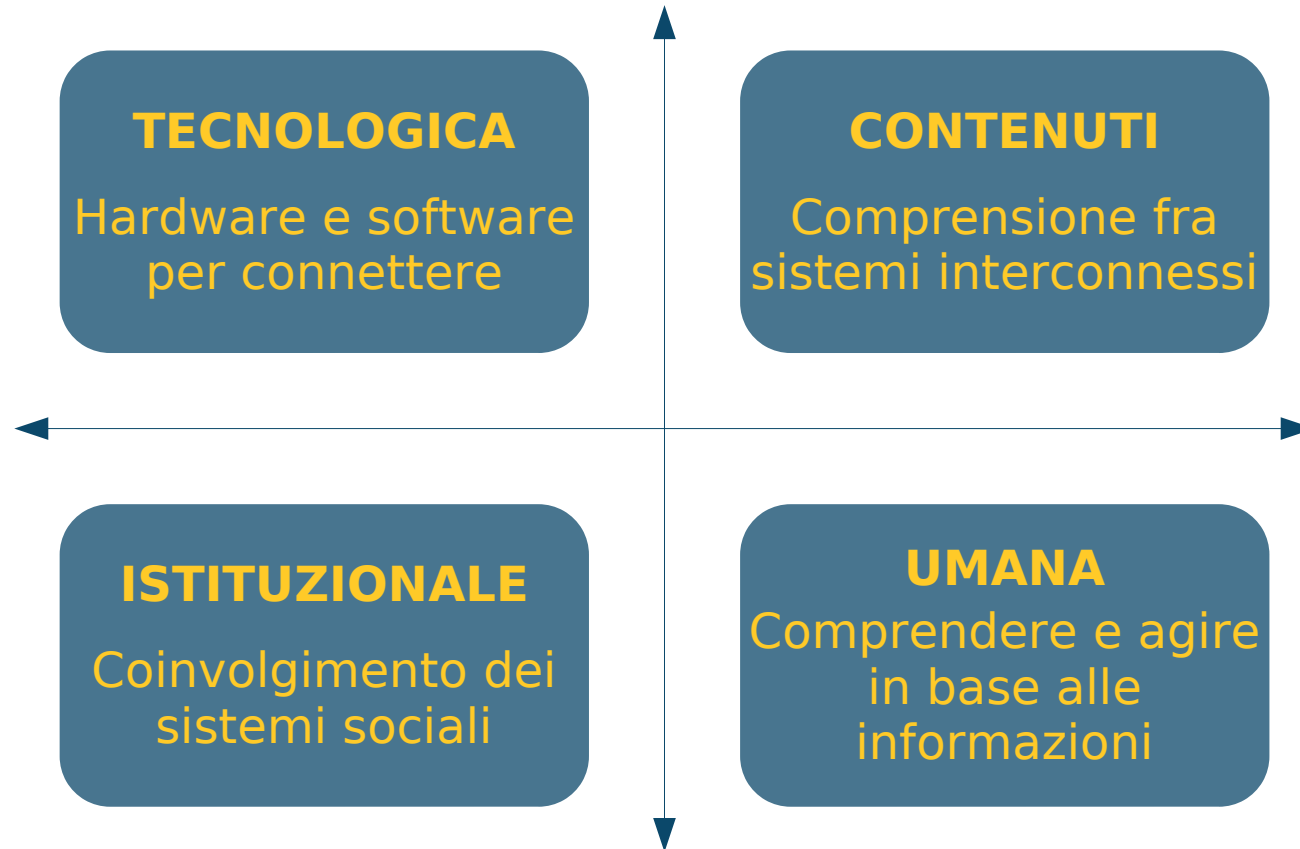 TECNOLOGICA
Hardware e software
per connettere
CONTENUTI
Comprensione fra
sistemi interconnessi
ISTITUZIONALE
Coinvolgimento dei
sistemi sociali
UMANA
Comprendere e agire
in base alle
informazioni